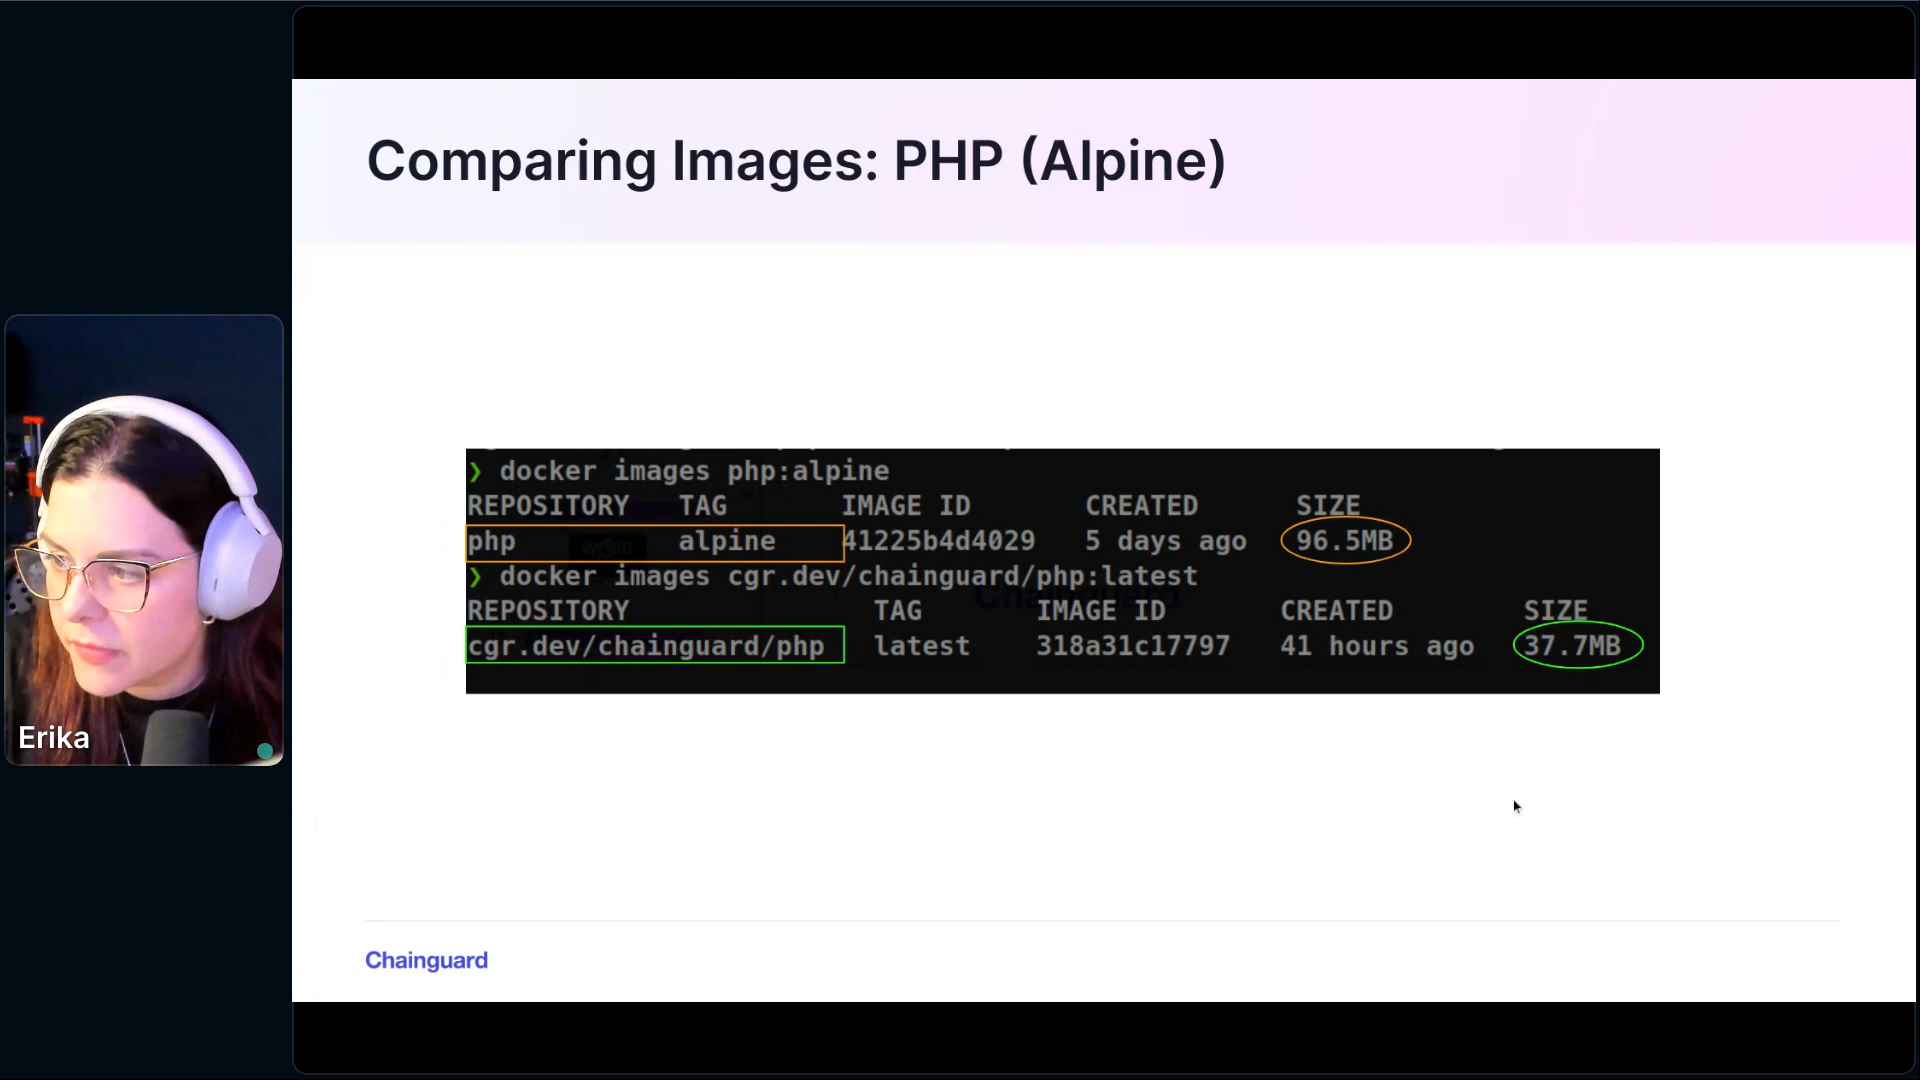 Comparing Images: PHP (Alpine)
❯ docker images php:alpine
REPOSITORY TAG IMAGE ID CREATED SIZE
php alpine 41225b4d4029 5 days ago 96.5MB
❯ docker images cgr.dev/chainguard/php:latest
REPOSITORY TAG IMAGE ID CREATED SIZE
cgr.dev/chainguard/php latest 318a31c17797 41 hours ago 37.7MB
Erika
Chainguard